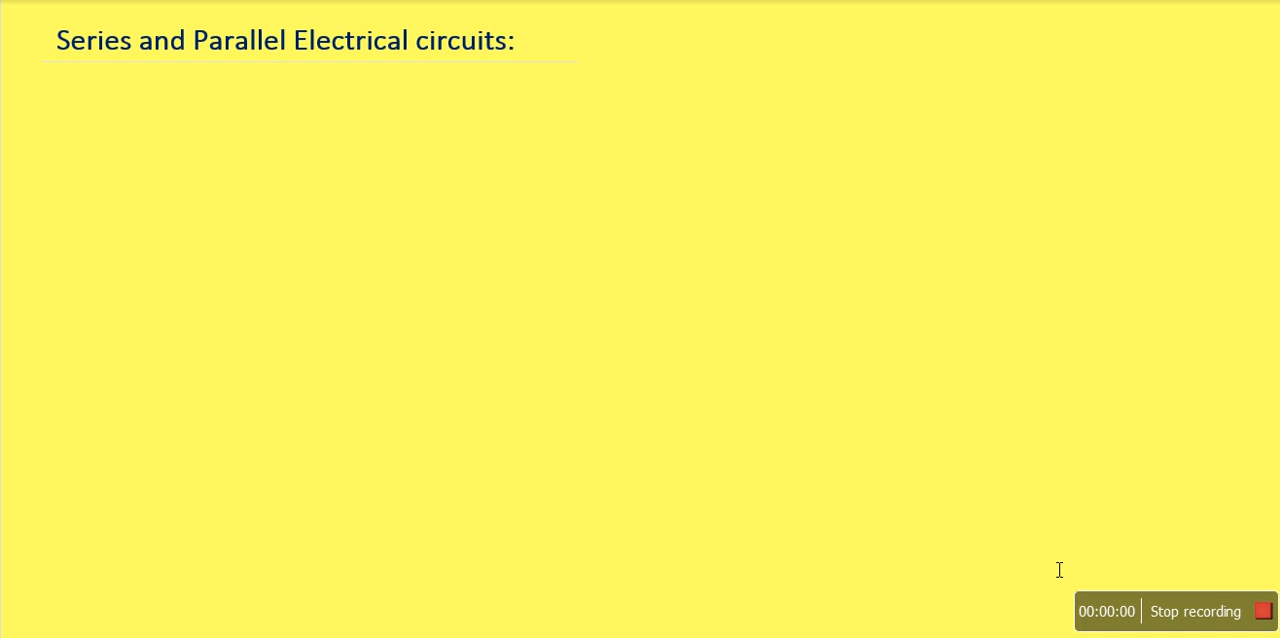 Series and Parallel Electrical circuits:
00:00:00 Stop recording